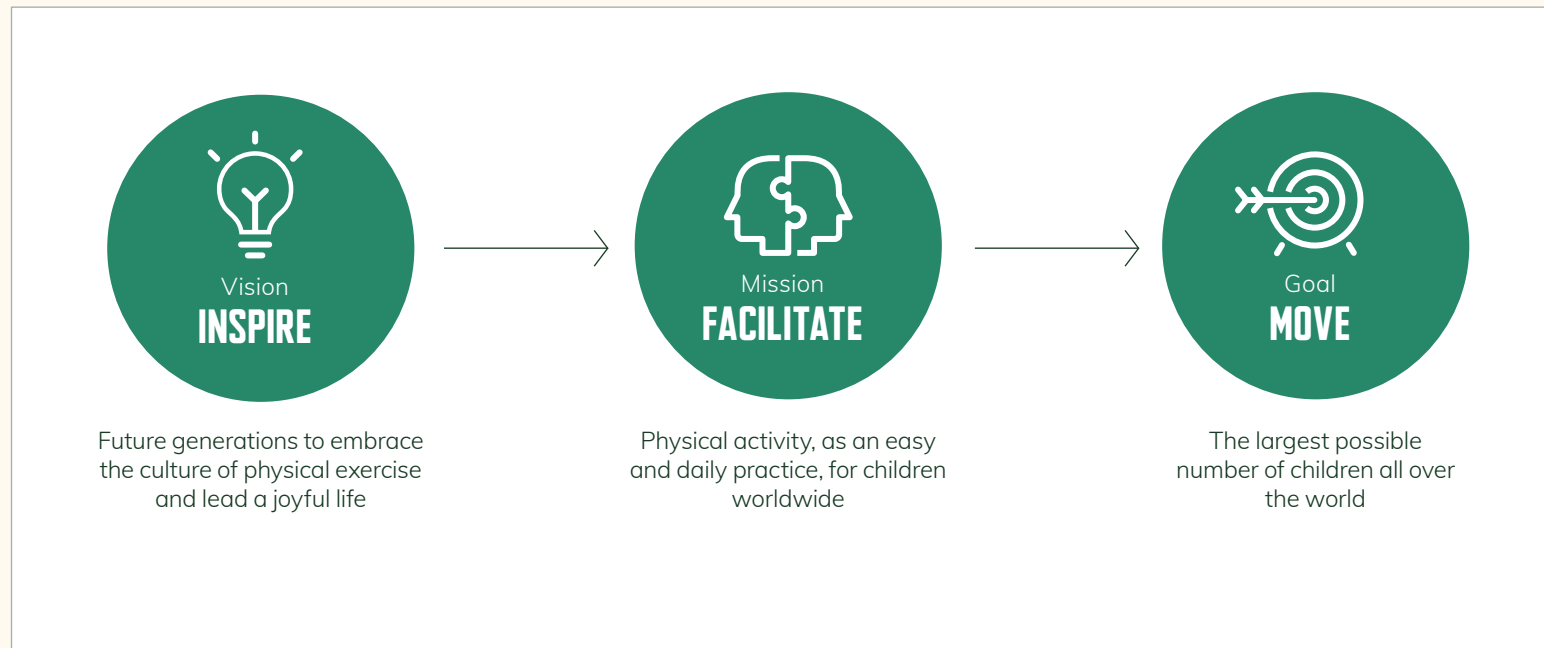 Vision
INSPIRE
Future generations to embrace
the culture of physical exercise
and lead a joyful life
Mission
FACILITATE
Physical activity, as an easy
and daily practice, for children
worldwide
Goal
MOVE
The largest possible
number of children all over
the world